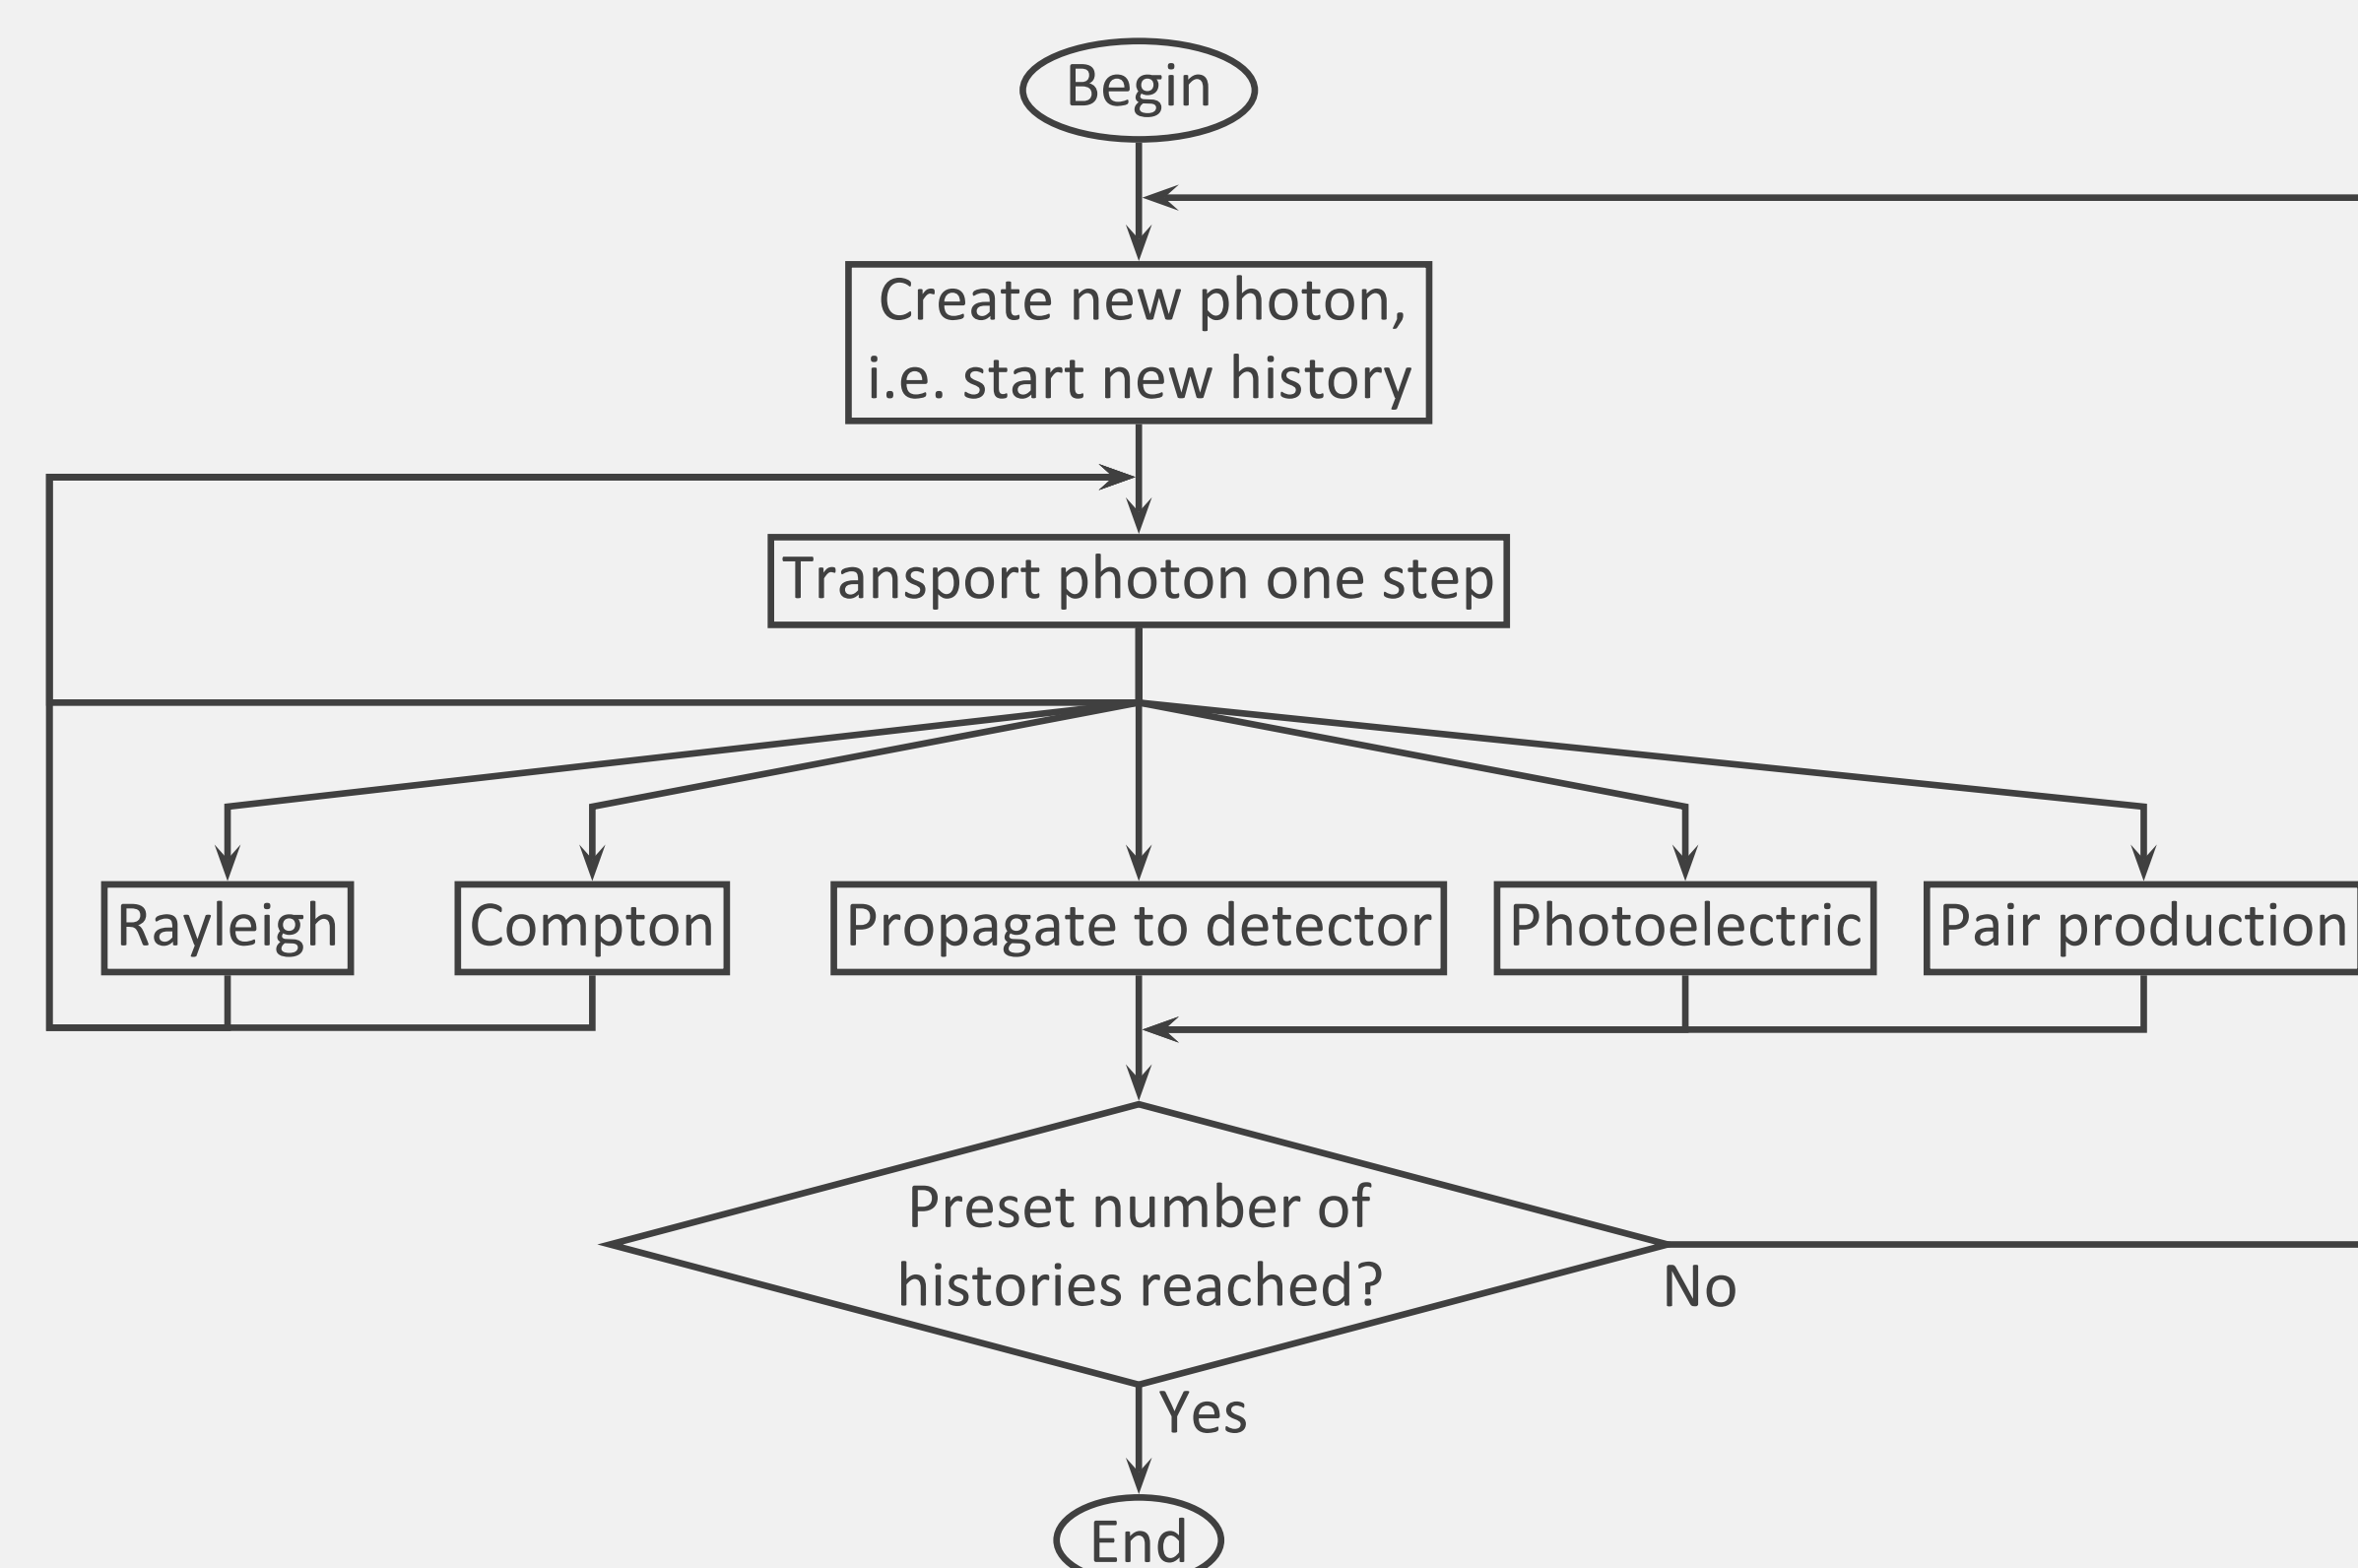 Begin
Create new photon,
i.e. start new history
Transport photon one step
Rayleigh
Compton
Propagate to detector
Photoelectric
Pair production
Preset number of
histories reached?
No
Yes
End